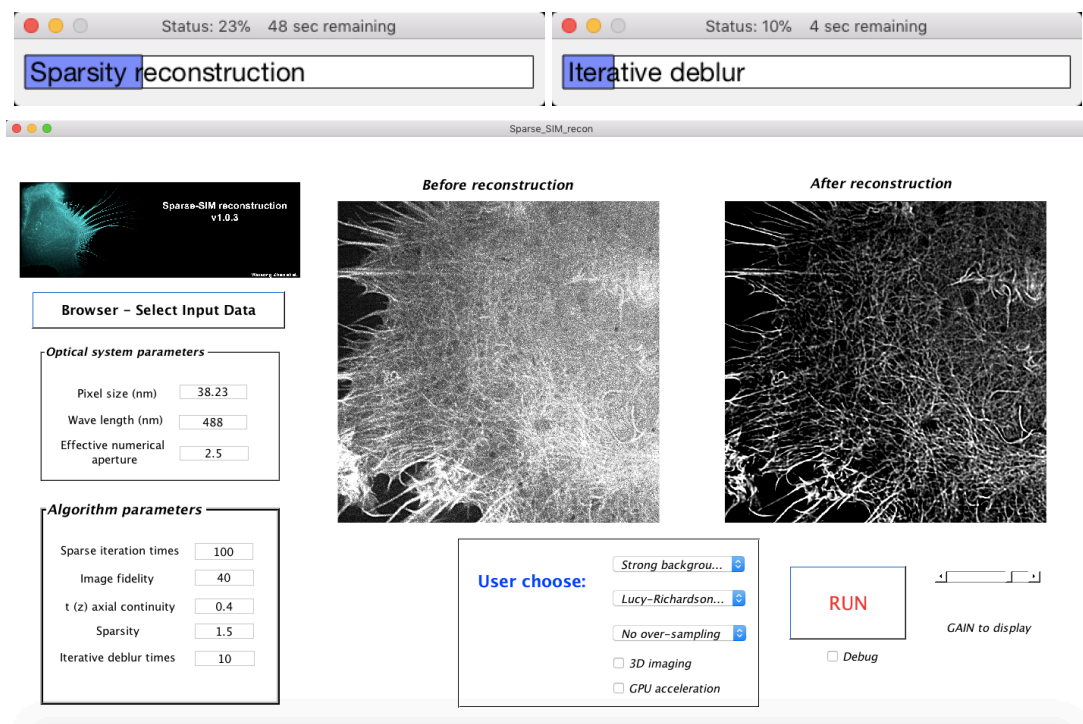 Status: 23% 48 sec remaining
Sparsity reconstruction
Status: 10% 4 sec remaining
Iterative deblur
Sparse_SIM_recon
Sparse-SIM reconstruction
v1.0.3
Browser - Select Input Data
Optical system parameters
Pixel size (nm) 38.23
Wave length (nm) 488
Effective numerical
aperture 2.5
Algorithm parameters
Sparse iteration times 100
Image fidelity 40
t (z) axial continuity 0.4
Sparsity 1.5
Iterative deblur times 10
Before reconstruction
After reconstruction
User choose:
Strong backgrou...
Lucy-Richardson...
No over-sampling
3D imaging
GPU acceleration
RUN
Debug
GAIN to display